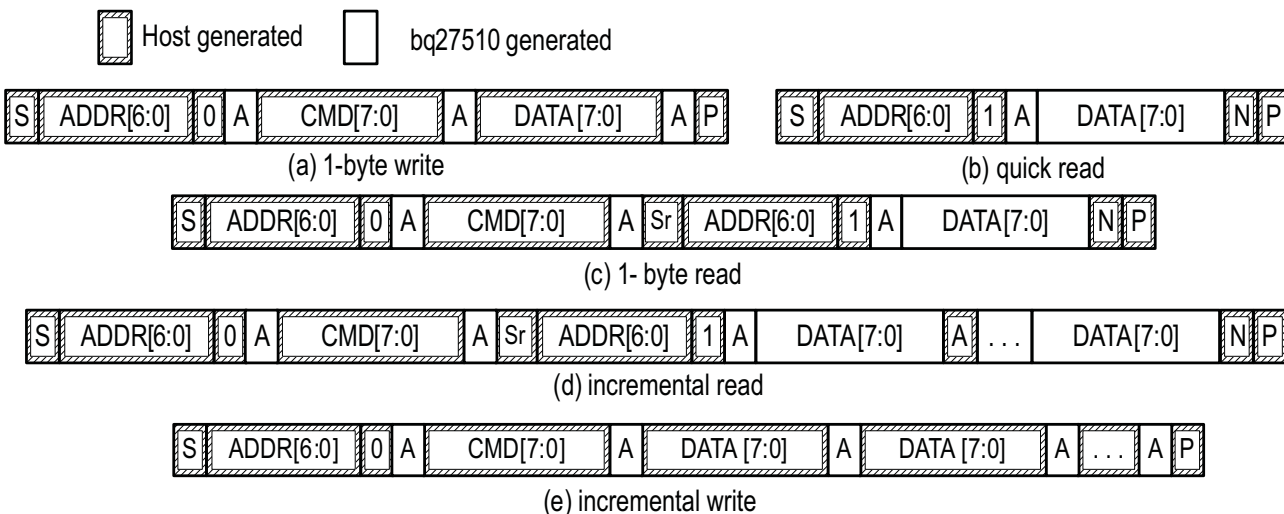 Host generated bq27510 generated
S ADDR[6:0] 0 A CMD[7:0] A DATA[7:0] A P S ADDR[6:0] 1 A DATA[7:0] N P
(a) 1-byte write (b) quick read
S ADDR[6:0] 0 A CMD[7:0] A Sr ADDR[6:0] 1 A DATA[7:0] N P
(c) 1- byte read
S ADDR[6:0] 0 A CMD[7:0] A Sr ADDR[6:0] 1 A DATA[7:0] A . . . DATA[7:0] N P
(d) incremental read
S ADDR[6:0] 0 A CMD[7:0] A DATA [7:0] A DATA [7:0] A . . . A P
(e) incremental write